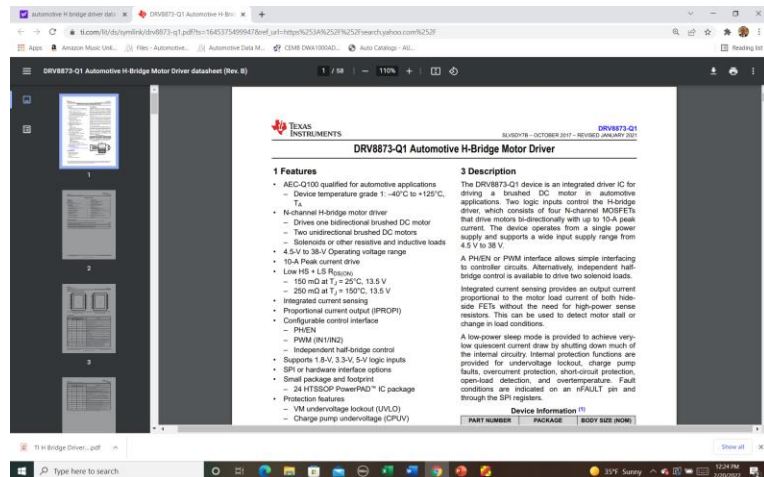 automotive H bridge driver data
DRV8873-Q1 Automotive H-Bri
ti.com/lit/ds/symlink/drv8873-q1.pdf?ts=1645375499947&ref_url=https%253A%252F%252Fsearch.yahoo.com%252F
Apps
Amazon Music Unli...
Files - Automotive...
Automotive Data M...
CEMB DWA1000AD...
Auto Catalogs - AU...
Reading list
DRV8873-Q1 Automotive H-Bridge Motor Driver datasheet (Rev. B)
1 / 58
110%
1
2
3
TEXAS
INSTRUMENTS
DRV8873-Q1
SLVSDY7B – OCTOBER 2017 – REVISED JANUARY 2021
DRV8873-Q1 Automotive H-Bridge Motor Driver
1 Features
• AEC-Q100 qualified for automotive applications
– Device temperature grade 1: –40°C to +125°C,
TA
• N-channel H-bridge motor driver
– Drives one bidirectional brushed DC motor
– Two unidirectional brushed DC motors
– Solenoids or other resistive and inductive loads
• 4.5-V to 38-V Operating voltage range
• 10-A Peak current drive
• Low HS + LS RDS(ON)
– 150 mΩ at TJ = 25°C, 13.5 V
– 250 mΩ at TJ = 150°C, 13.5 V
• Integrated current sensing
• Proportional current output (IPROPI)
• Configurable control interface
– PH/EN
– PWM (IN1/IN2)
– Independent half-bridge control
• Supports 1.8-V, 3.3-V, 5-V logic inputs
• SPI or hardware interface options
• Small package and footprint
– 24 HTSSOP PowerPAD™ IC package
• Protection features
– VM undervoltage lockout (UVLO)
– Charge pump undervoltage (CPUV)
3 Description
The DRV8873-Q1 device is an integrated driver IC for
driving a brushed DC motor in automotive
applications. Two logic inputs control the H-bridge
driver, which consists of four N-channel MOSFETs
that drive motors bi-directionally with up to 10-A peak
current. The device operates from a single power
supply and supports a wide input supply range from
4.5 V to 38 V.
A PH/EN or PWM interface allows simple interfacing
to controller circuits. Alternatively, independent half-
bridge control is available to drive two solenoid loads.
Integrated current sensing provides an output current
proportional to the motor load current of both hide-
side FETs without the need for high-power sense
resistors. This can be used to detect motor stall or
change in load conditions.
A low-power sleep mode is provided to achieve very-
low quiescent current draw by shutting down much of
the internal circuitry. Internal protection functions are
provided for undervoltage lockout, charge pump
faults, overcurrent protection, short-circuit protection,
open-load detection, and overtemperature. Fault
conditions are indicated on an nFAULT pin and
through the SPI registers.
Device Information (1)
PART NUMBER PACKAGE BODY SIZE (NOM)
TI H Bridge Driver....pdf
Show all
Type here to search
35°F Sunny
12:24 PM
2/20/2022